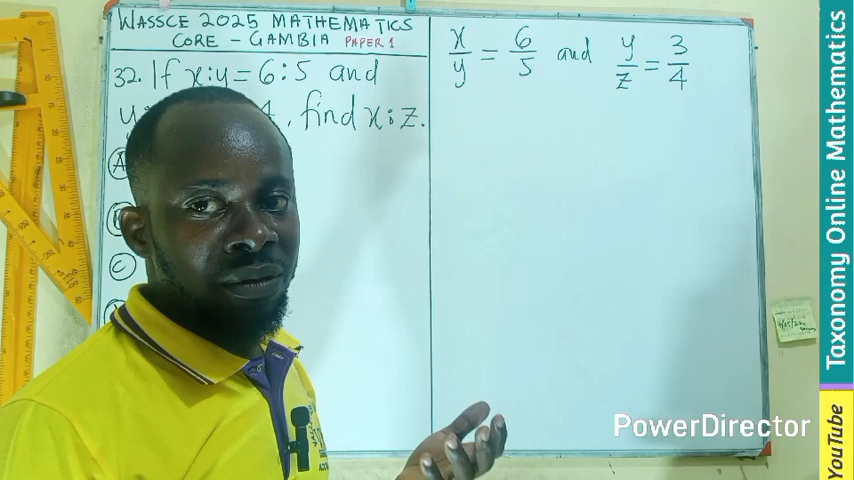 WASSCE 2025 MATHEMATICS
CORE - GAMBIA PAPER 1
32. If x:y = 6:5 and
y 4, find x:z.
A
C
x/y = 6/5 and y/z = 3/4
Taxonomy Online Mathematics
YouTube
PowerDirector